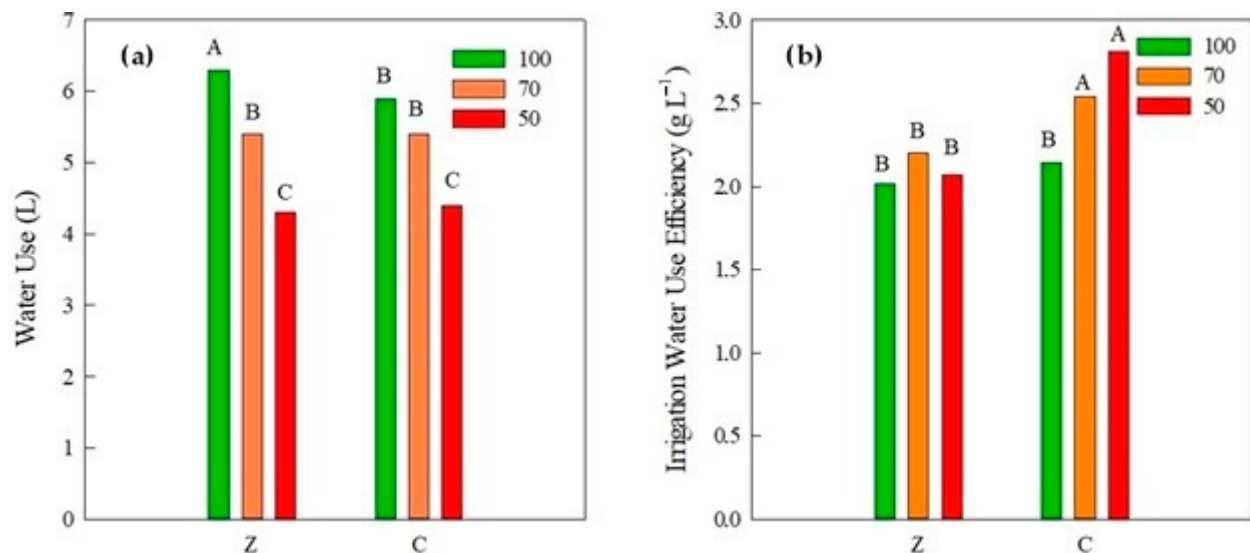 (a)
Water Use (L)
7
6
5
4
3
2
1
0
A
B
C
B
B
C
Z
C
100
70
50
(b)
Irrigation Water Use Efficiency (g L⁻¹)
3.0
2.5
2.0
1.5
1.0
0.5
0.0
B
B
B
B
A
A
Z
C
100
70
50